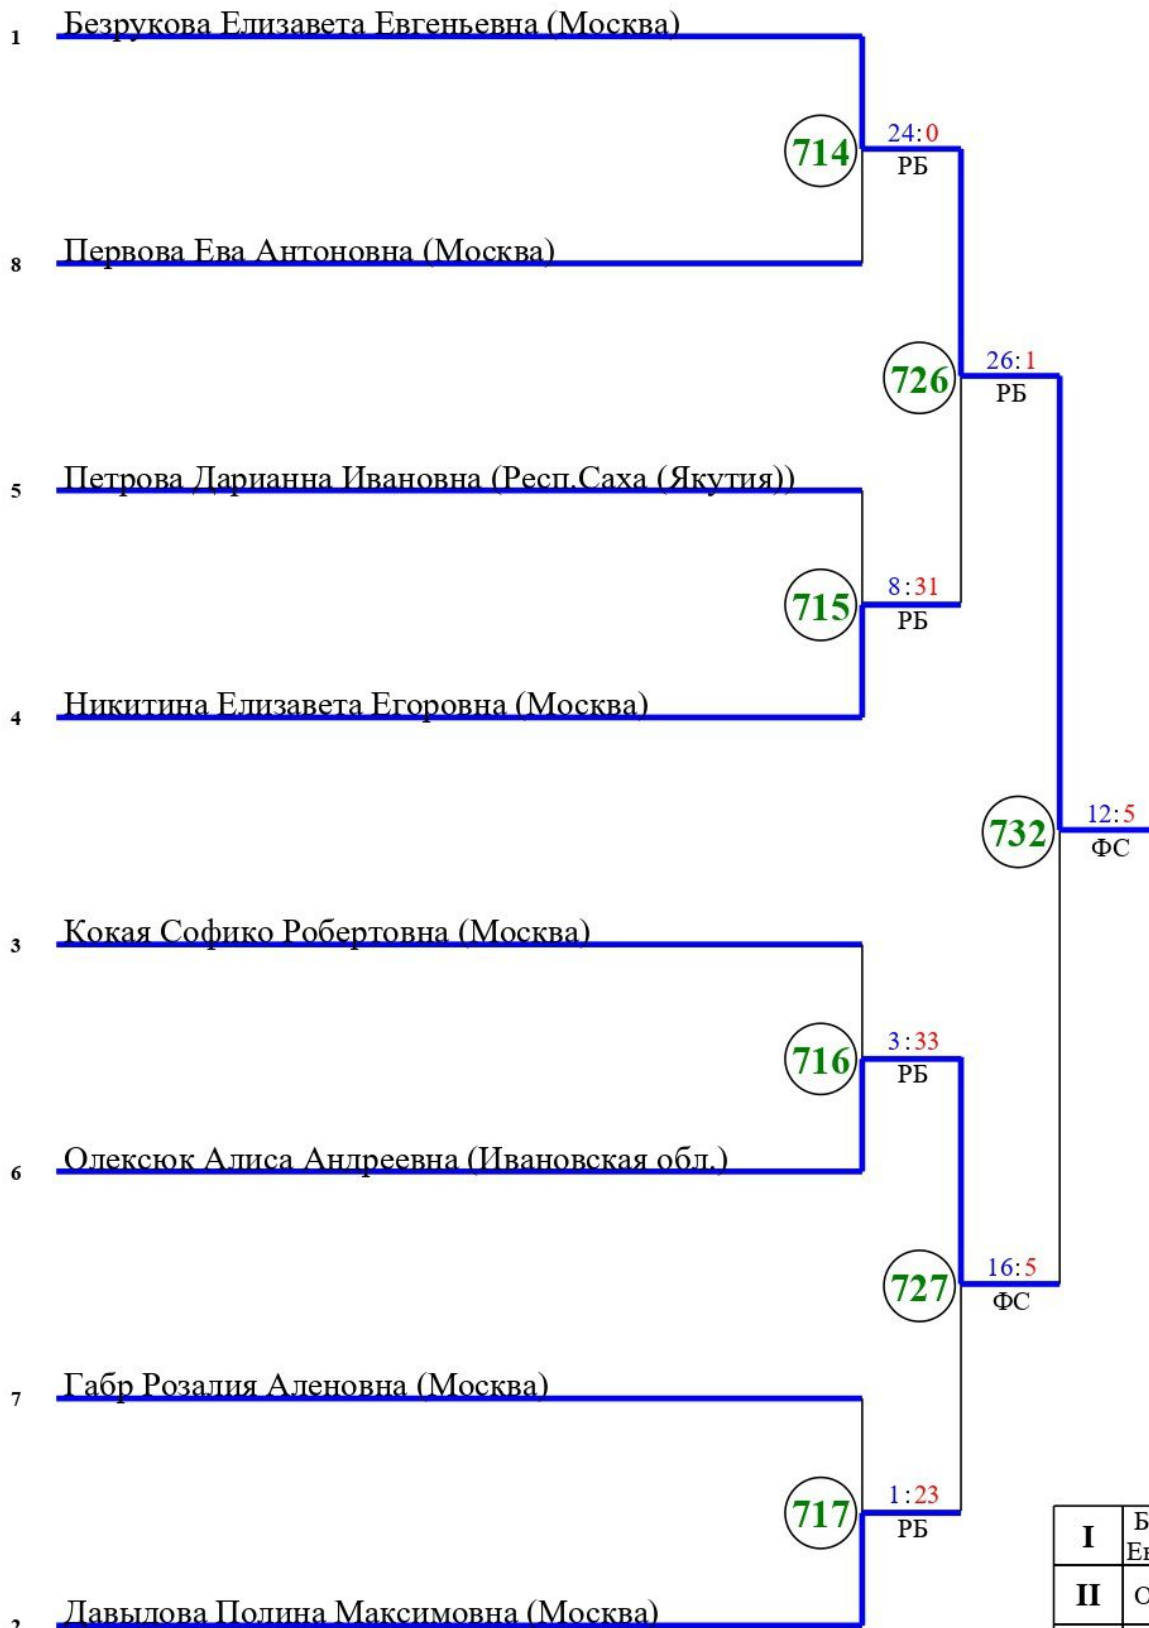 1 Безрукова Елизавета Евгеньевна (Москва)
714 24:0
РБ
8 Первова Ева Антоновна (Москва)
726 26:1
РБ
5 Петрова Дарианна Ивановна (Респ.Саха (Якутия))
715 8:31
РБ
4 Никитина Елизавета Егоровна (Москва)
732 12:5
ФС
3 Кокая Софико Робертовна (Москва)
716 3:33
РБ
6 Олексюк Алиса Андреевна (Ивановская обл.)
727 16:5
ФС
7 Габр Розалия Аленовна (Москва)
717 1:23
РБ
I
II
2 Давыдова Полина Максимовна (Москва)